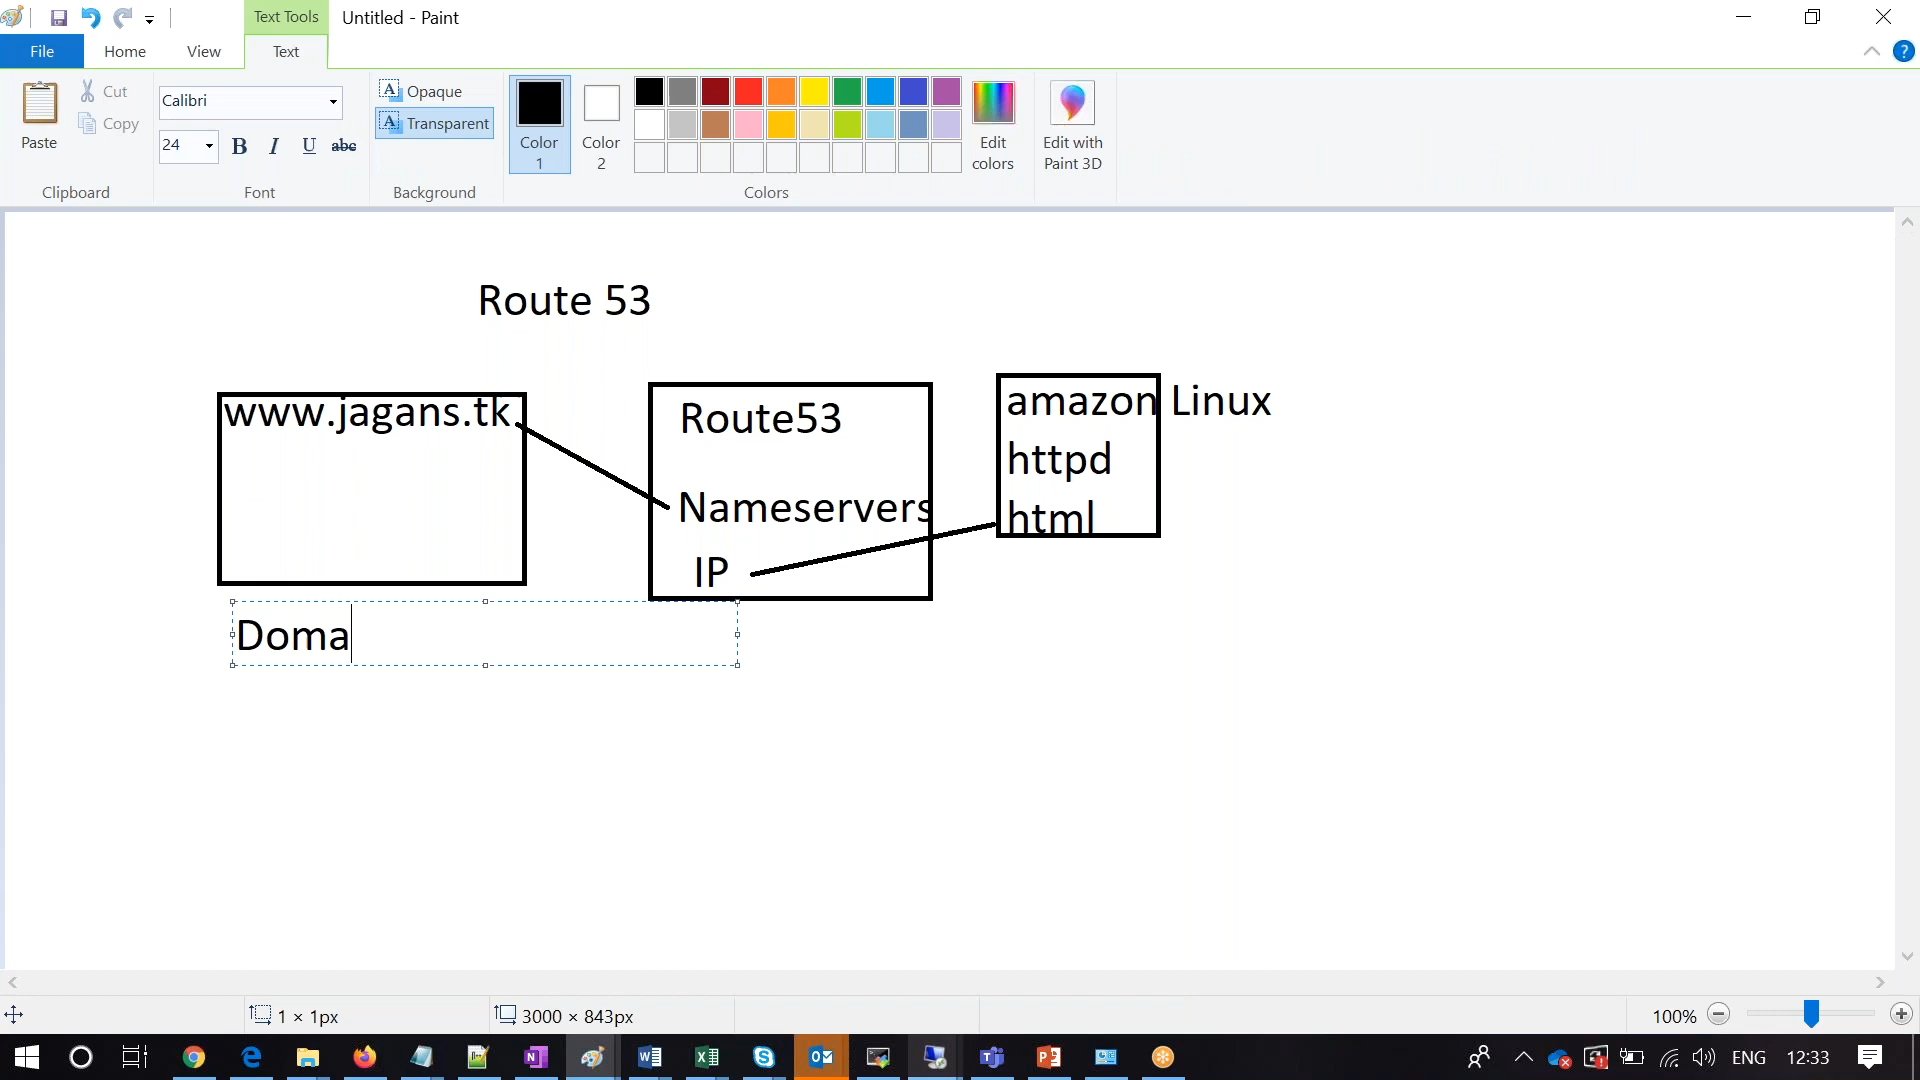 Text Tools
Untitled - Paint
File
Home
View
Text
Paste
Cut
Copy
Clipboard
Calibri
24
B
I
U
abc
Font
A Opaque
A Transparent
Background
Color 1
Color 2
Edit colors
Colors
Edit with Paint 3D
Route 53
www.jagans.tk
Route53
Nameservers
IP
amazon Linux
httpd
html
Doma
1 × 1px
3000 × 843px
100%
ENG
12:33